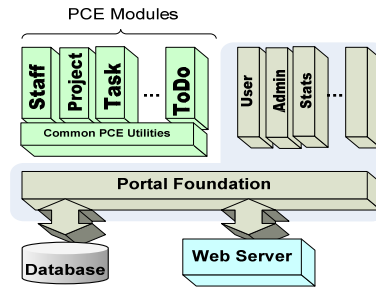 PCE Modules
Staff
Project
Task
...
ToDo
User
Admin
Stats
...
Common PCE Utilities
Portal Foundation
Database
Web Server